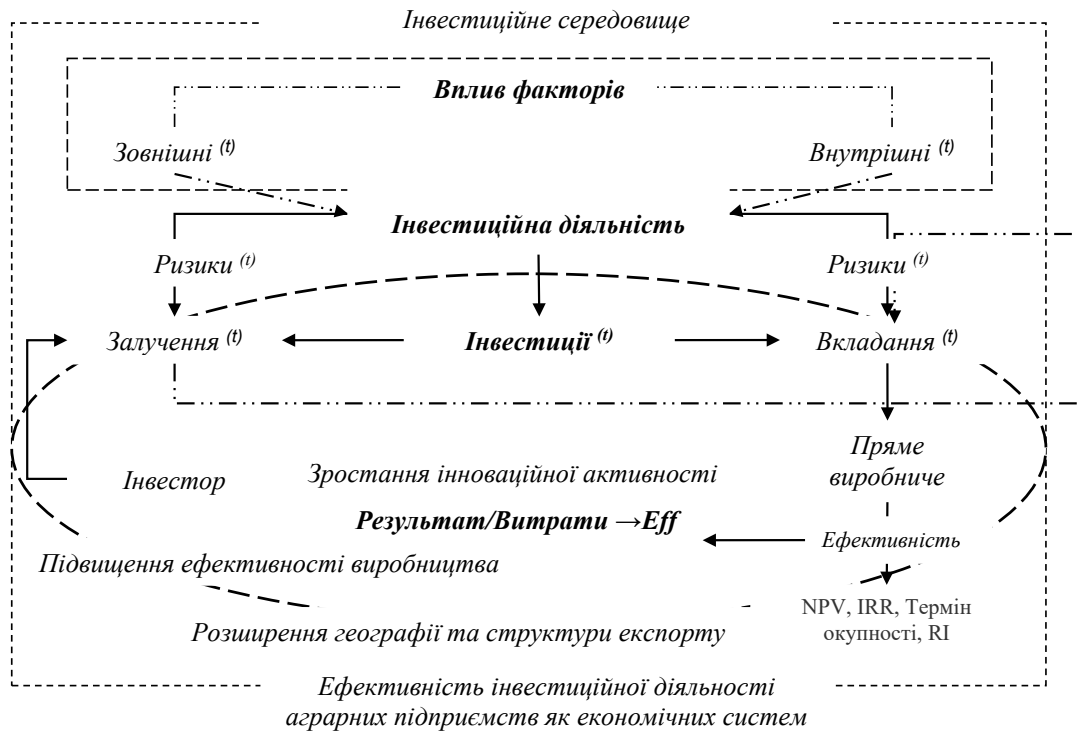 Інвестиційне середовище
Вплив факторів
Зовнішні (t)
Внутрішні (t)
Інвестиційна діяльність
Ризики (t)
Ризики (t)
Залучення (t)
Інвестиції (t)
Вкладання (t)
Пряме
виробниче
Зростання інноваційної активності
Інвестор
Результат/Витрати →Eff
Ефективність
Підвищення ефективності виробництва
NPV, IRR, Термін
окупності, RI
Розширення географії та структури експорту
Ефективність інвестиційної діяльності
аграрних підприємств як економічних систем